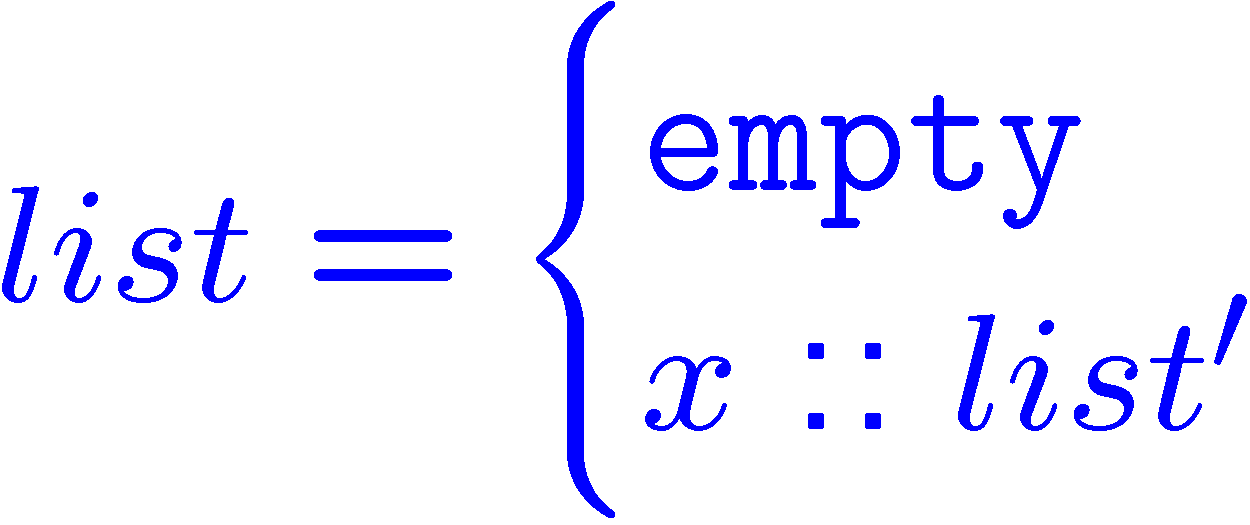 empty
list =
x :: list′